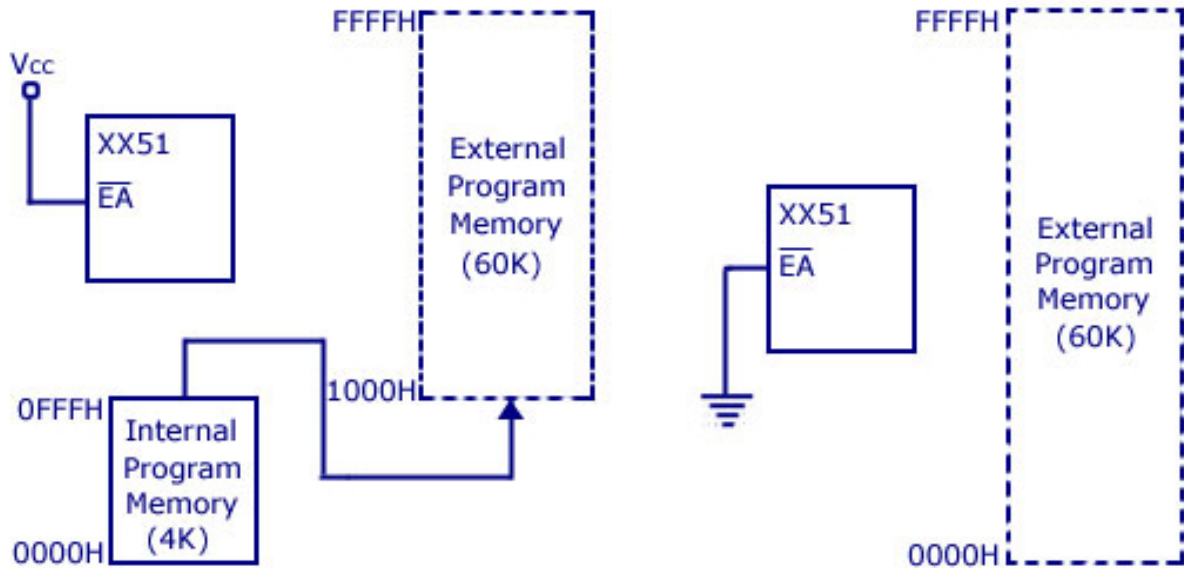 FFFFH
Vcc
XX51
EA
External
Program
Memory
(60K)
1000H
0FFFH
Internal
Program
Memory
(4K)
0000H
FFFFH
XX51
EA
External
Program
Memory
(60K)
0000H